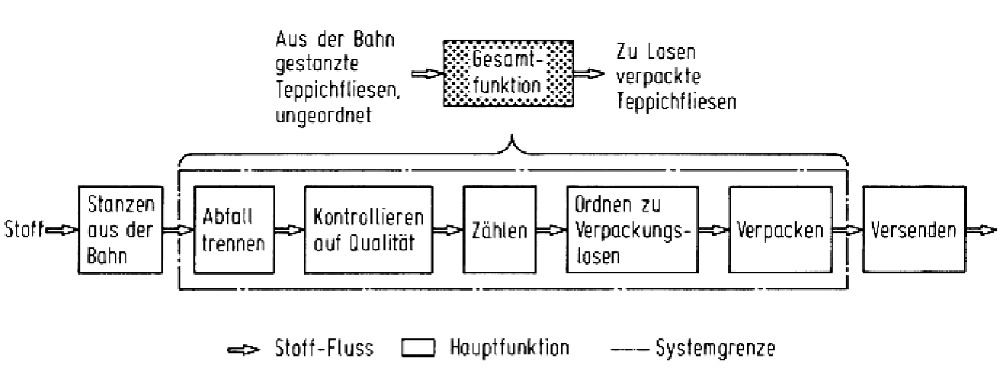 Aus der Bahn
gestanzte
Teppichfliesen,
ungeordnet
Gesamt-
funktion
Zu Losen
verpackte
Teppichfliesen
Stoff
Stanzen
aus der
Bahn
Abfall
trennen
Kontrollieren
auf Qualität
Zählen
Ordnen zu
Verpackungs-
losen
Verpacken
Versenden
Stoff-Fluss
Hauptfunktion
Systemgrenze